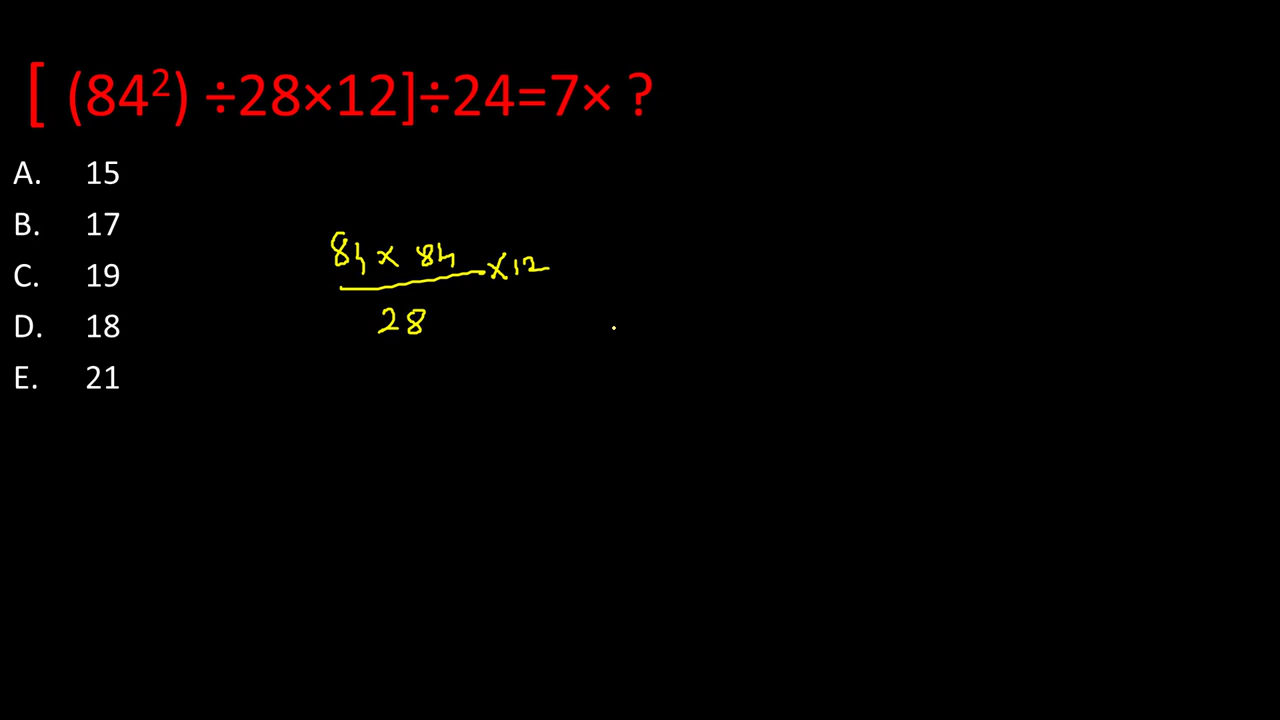 [ (84²) ÷28×12]÷24=7× ?
A. 15
B. 17
C. 19
D. 18
E. 21
84 × 84 ×12
28